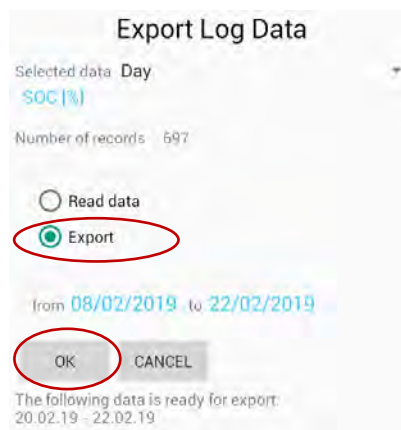 Export Log Data
Selected data Day
SOC [%]
Number of records 697
Read data
Export
from 08/02/2019 to 22/02/2019
OK CANCEL
The following data is ready for export:
20.02.19 - 22.02.19